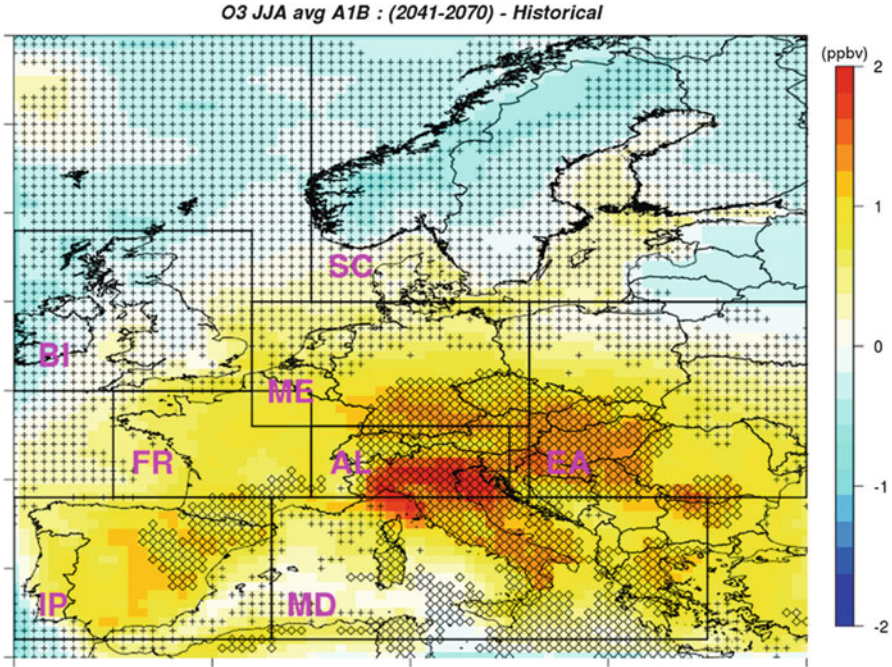 O3 JJA avg A1B : (2041-2070) - Historical
(ppbv)
2
1
0
-1
-2
SC
BI
ME
FR
AL
EA
IP
MD